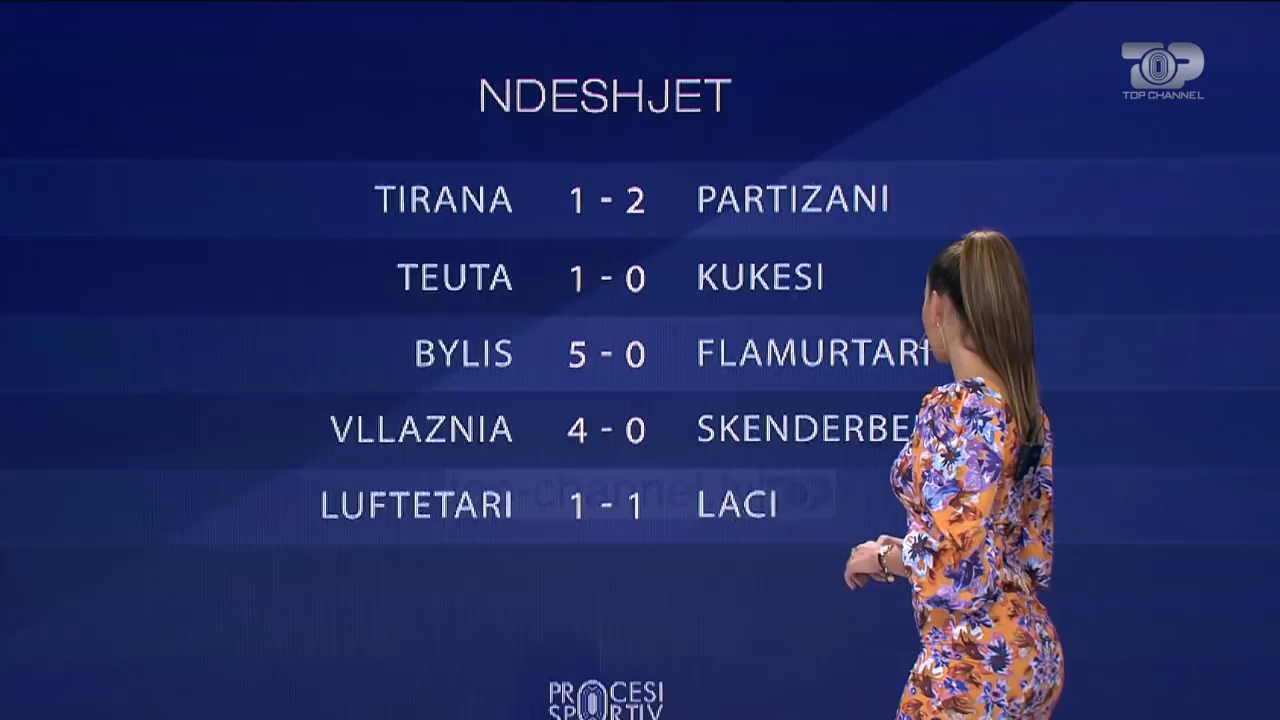 TOP
TOP CHANNEL
NDESHJET
TIRANA 1 - 2 PARTIZANI
TEUTA 1 - 0 KUKESI
BYLIS 5 - 0 FLAMURTARI
VLLAZNIA 4 - 0 SKENDERBE
LUFTETARI 1 - 1 LACI
PROCESI
SPORTIV